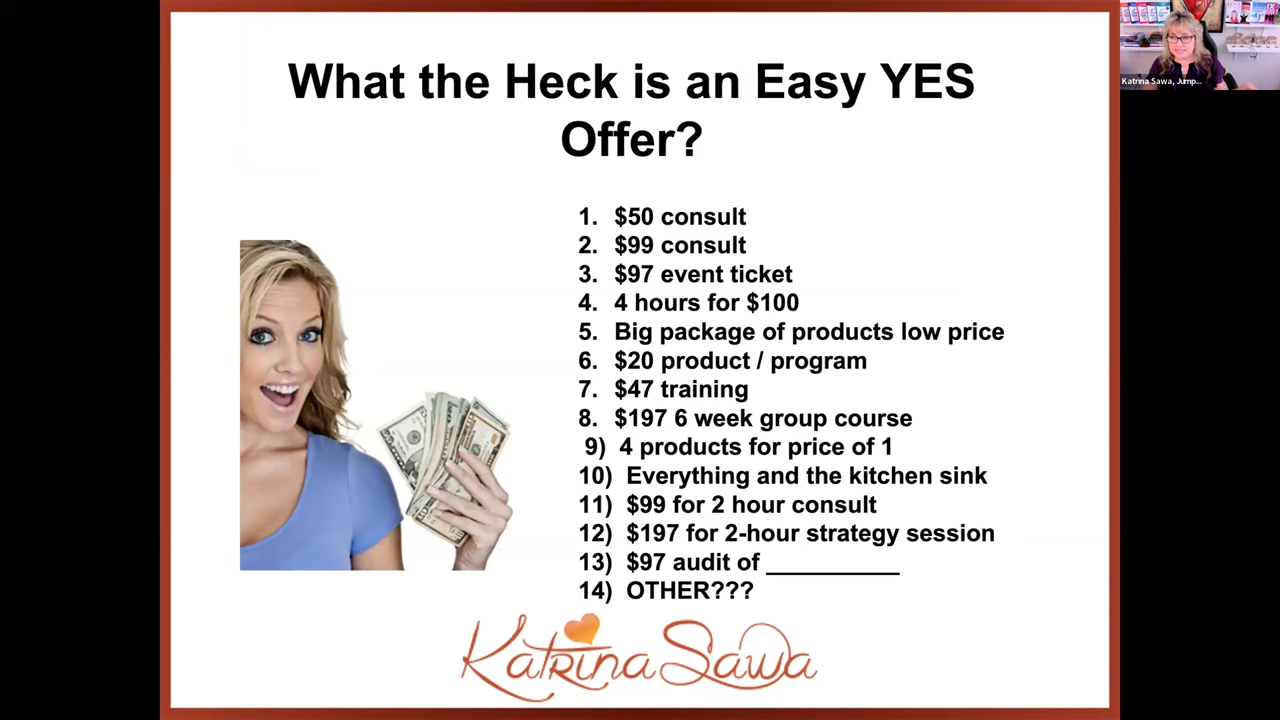 What the Heck is an Easy YES
Offer?
1. $50 consult
2. $99 consult
3. $97 event ticket
4. 4 hours for $100
5. Big package of products low price
6. $20 product / program
7. $47 training
8. $197 6 week group course
9) 4 products for price of 1
10) Everything and the kitchen sink
11) $99 for 2 hour consult
12) $197 for 2-hour strategy session
13) $97 audit of __________
14) OTHER???
Katrina Sawa
Katrina Sawa, Jump...